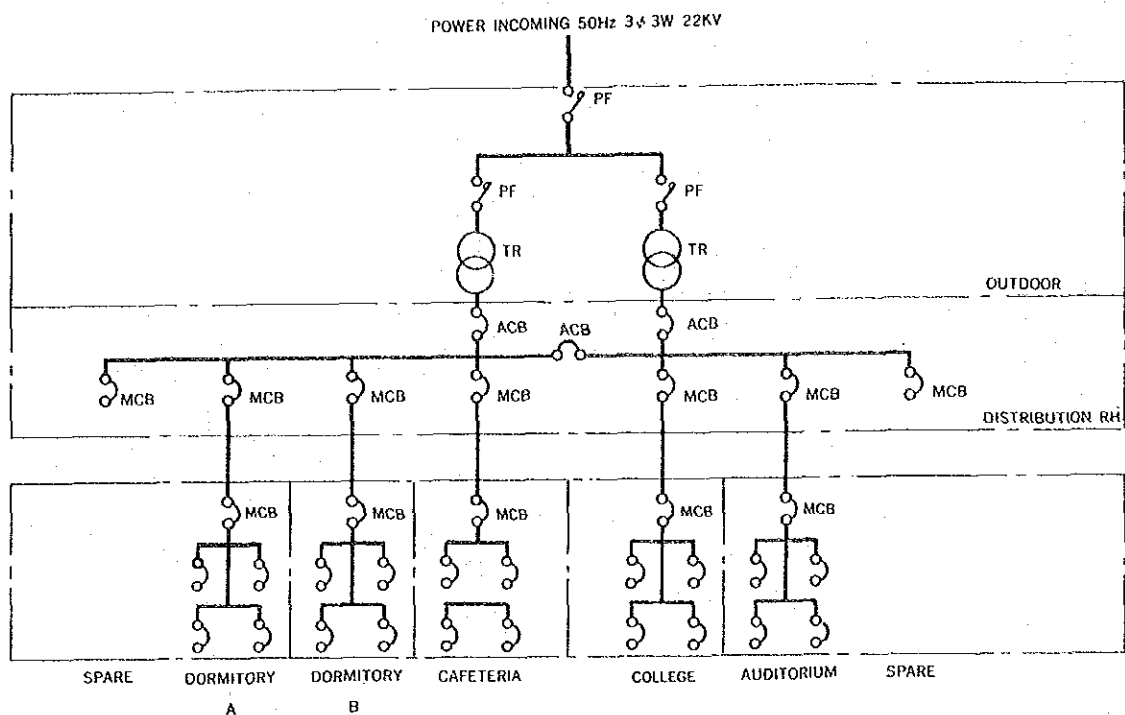 POWER INCOMING 50Hz 3φ 3W 22KV
PF
PF
PF
TR
TR
OUTDOOR
ACB
ACB
ACB
MCB
MCB
MCB
MCB
MCB
MCB
MCB
DISTRIBUTION RH
MCB
MCB
MCB
MCB
MCB
SPARE
DORMITORY
A
DORMITORY
B
CAFETERIA
COLLEGE
AUDITORIUM
SPARE